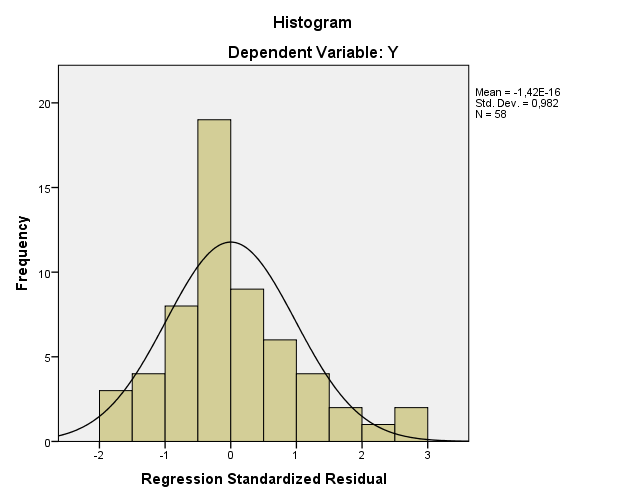 Histogram
Dependent Variable: Y
Mean = -1,42E-16
Std. Dev. = 0,982
N = 58
Frequency
20
15
10
5
0
-2 -1 0 1 2 3
Regression Standardized Residual